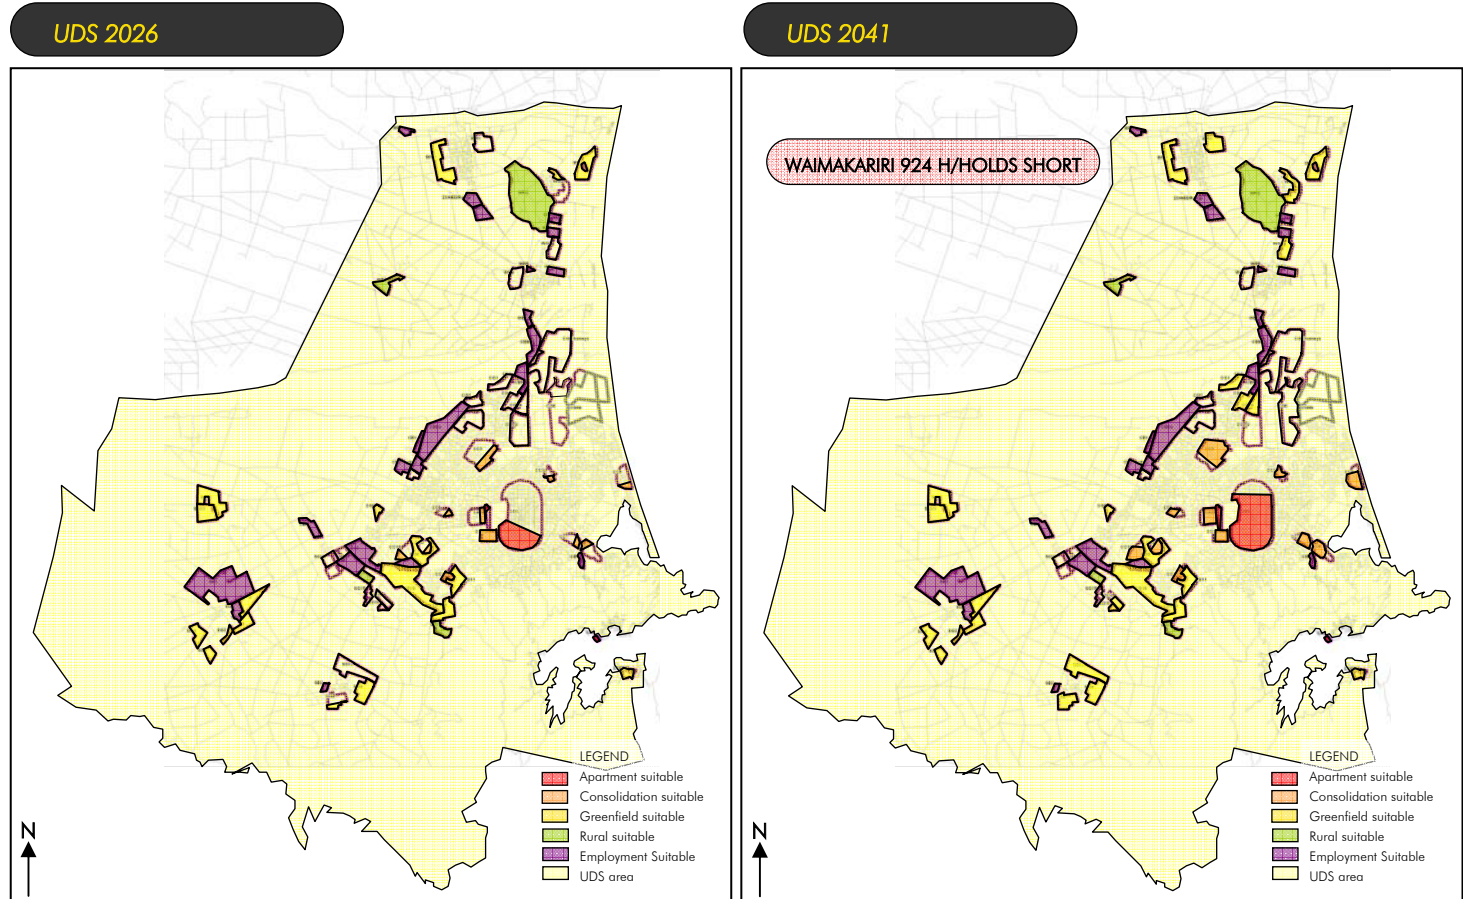 UDS 2026
LEGEND
Apartment suitable
Consolidation suitable
Greenfield suitable
Rural suitable
Employment Suitable
UDS area
N
UDS 2041
WAIMAKARIRI 924 H/HOLDS SHORT
LEGEND
Apartment suitable
Consolidation suitable
Greenfield suitable
Rural suitable
Employment Suitable
UDS area
N